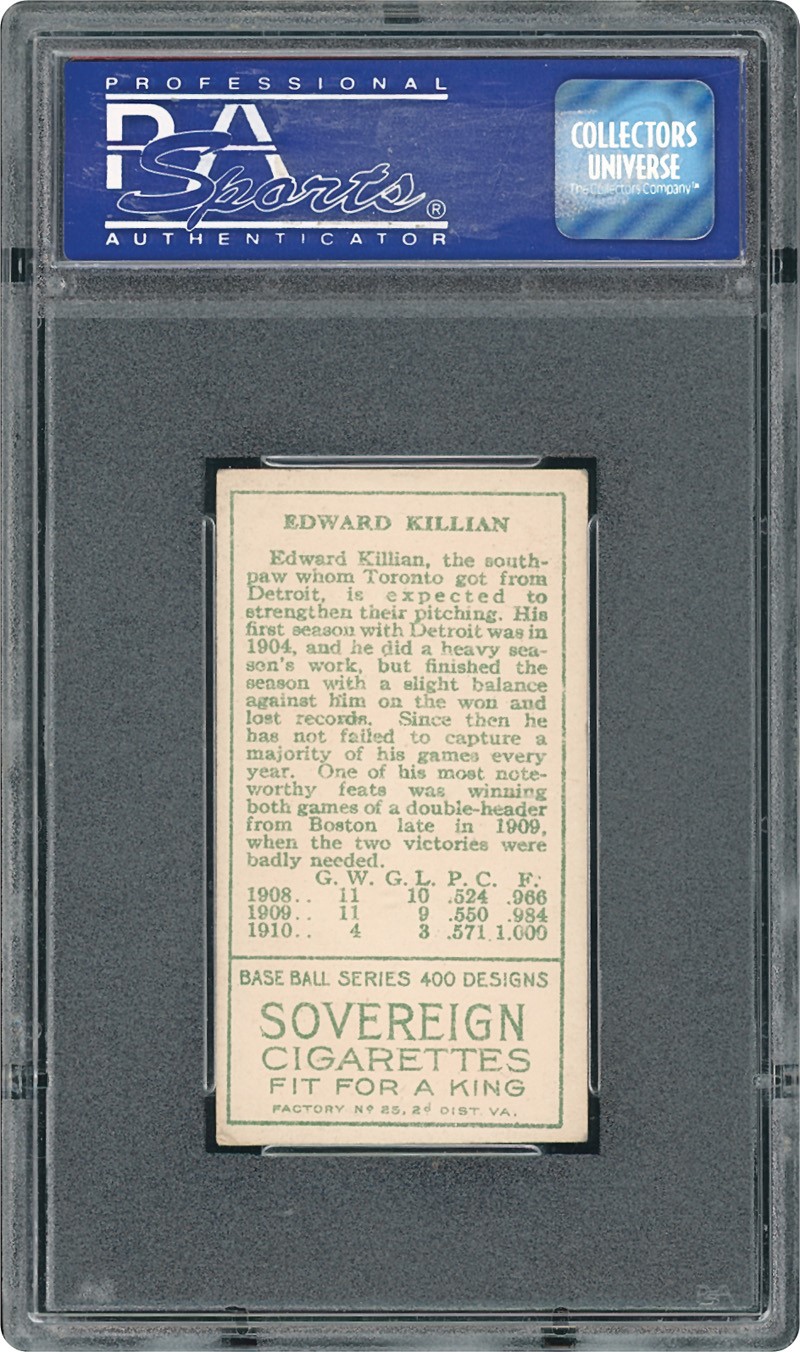 PROFESSIONAL
PSA
Sports®
AUTHENTICATOR
COLLECTORS
UNIVERSE
The Collectors Company™
EDWARD KILLIAN
Edward Killian, the south-
paw whom Toronto got from
Detroit, is expected to
strengthen their pitching. His
first season with Detroit was in
1904, and he did a heavy sea-
son's work, but finished the
season with a slight balance
against him on the won and
lost records. Since then he
has not failed to capture a
majority of his games every
year. One of his most note-
worthy feats was winning
both games of a double-header
from Boston late in 1909,
when the two victories were
badly needed.
G. W. G. L. P. C. F.
1908.. 11 10 .524 .966
1909.. 11 9 .550 .984
1910.. 4 3 .571 1.000
BASE BALL SERIES 400 DESIGNS
SOVEREIGN
CIGARETTES
FIT FOR A KING
FACTORY Nº 25, 2d DIST. VA.
PSA